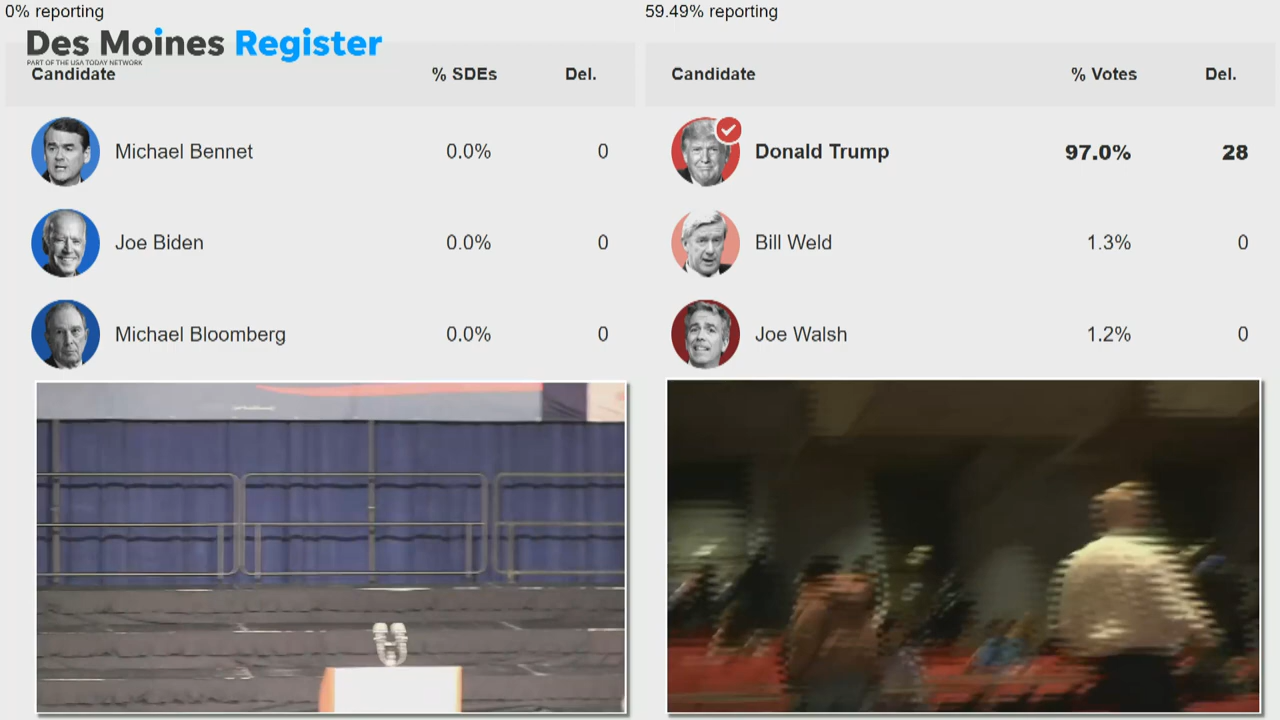 0% reporting
59.49% reporting
Des Moines Register
PART OF THE USA TODAY NETWORK
Candidate % SDEs Del.
Michael Bennet 0.0% 0
Joe Biden 0.0% 0
Michael Bloomberg 0.0% 0
Candidate % Votes Del.
Donald Trump 97.0% 28
Bill Weld 1.3% 0
Joe Walsh 1.2% 0